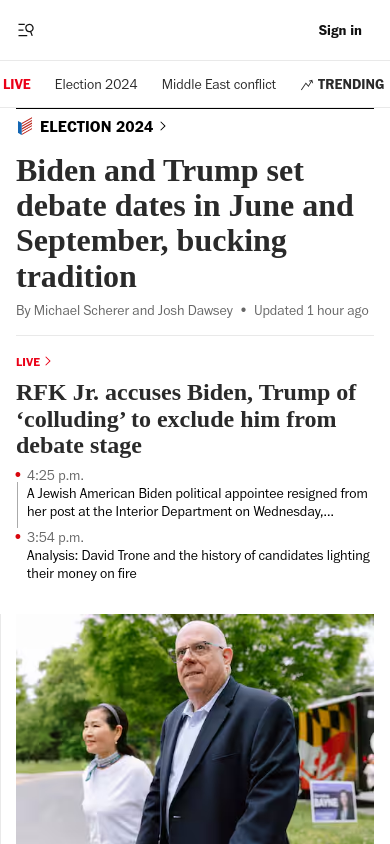 Sign in
LIVE
Election 2024
Middle East conflict
TRENDING
ELECTION 2024
Biden and Trump set
debate dates in June and
September, bucking
tradition
By Michael Scherer and Josh Dawsey • Updated 1 hour ago
LIVE
RFK Jr. accuses Biden, Trump of
‘colluding’ to exclude him from
debate stage
4:25 p.m.
A Jewish American Biden political appointee resigned from
her post at the Interior Department on Wednesday,...
3:54 p.m.
Analysis: David Trone and the history of candidates lighting
their money on fire